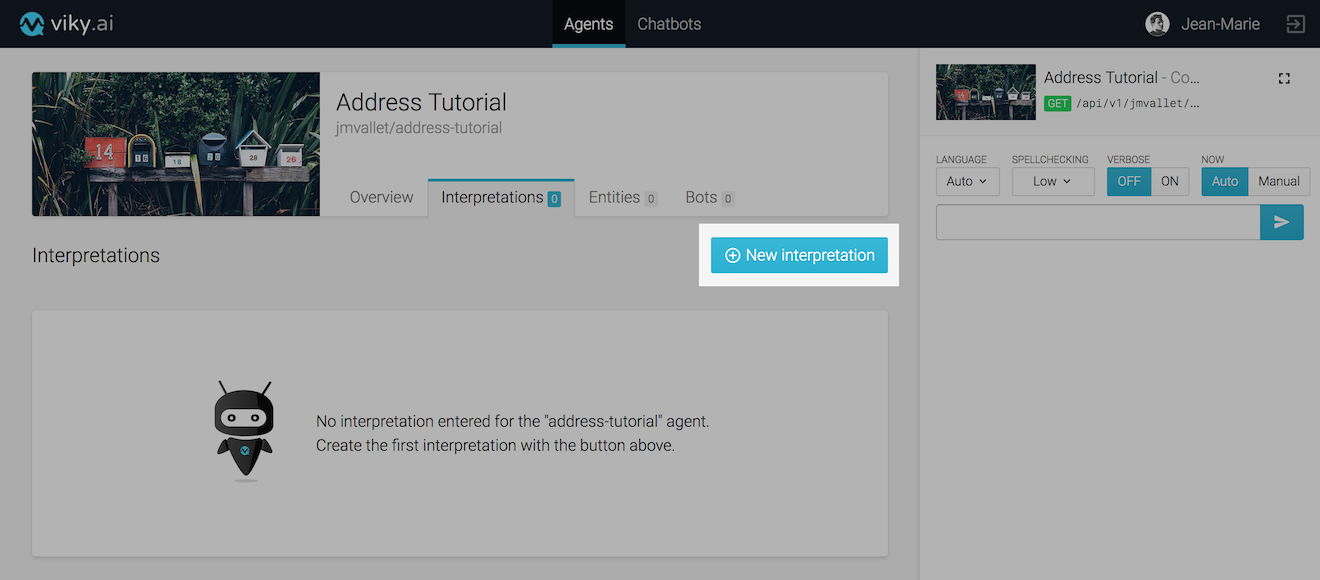 viky.ai
Agents
Chatbots
Jean-Marie
Address Tutorial
jmvallet/address-tutorial
Overview
Interpretations 0
Entities 0
Bots 0
14
16
18
20
28
26
Interpretations
New interpretation
No interpretation entered for the "address-tutorial" agent.
Create the first interpretation with the button above.
Address Tutorial - Co...
GET /api/v1/jmvallet/...
LANGUAGE SPELLCHECKING VERBOSE NOW
Auto Low OFF ON Auto Manual